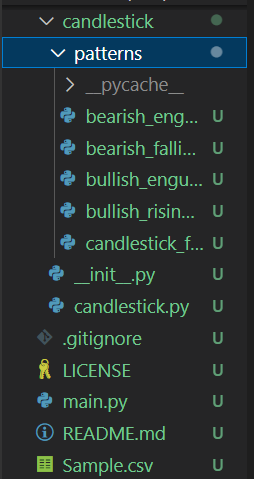 candlestick
patterns
__pycache__
bearish_eng... U
bearish_falli... U
bullish_engu... U
bullish_risin... U
candlestick_f... U
__init__.py U
candlestick.py U
.gitignore U
LICENSE U
main.py U
README.md U
Sample.csv U